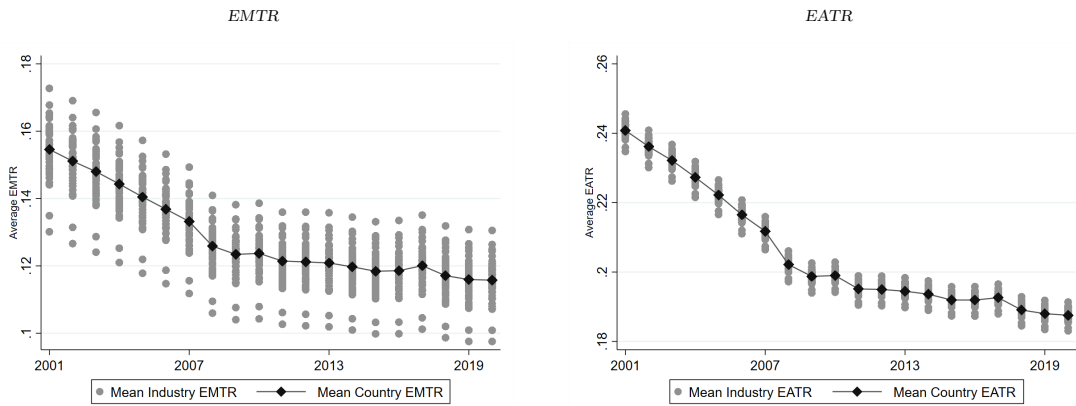 EMTR
Average EMTR
.18
.16
.14
.12
.1
2001 2007 2013 2019
Mean Industry EMTR Mean Country EMTR
EATR
Average EATR
.26
.24
.22
.2
.18
2001 2007 2013 2019
Mean Industry EATR Mean Country EATR